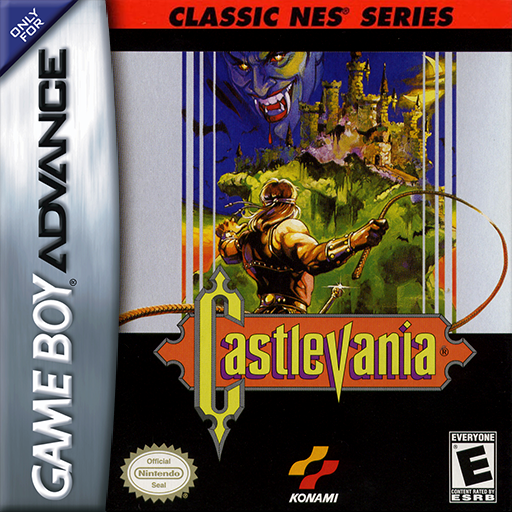 ONLY
FOR
GAME BOY ADVANCE
CLASSIC NES® SERIES
Castlevania®
Official
Nintendo
Seal
KONAMI
EVERYONE
E
CONTENT RATED BY
ESRB